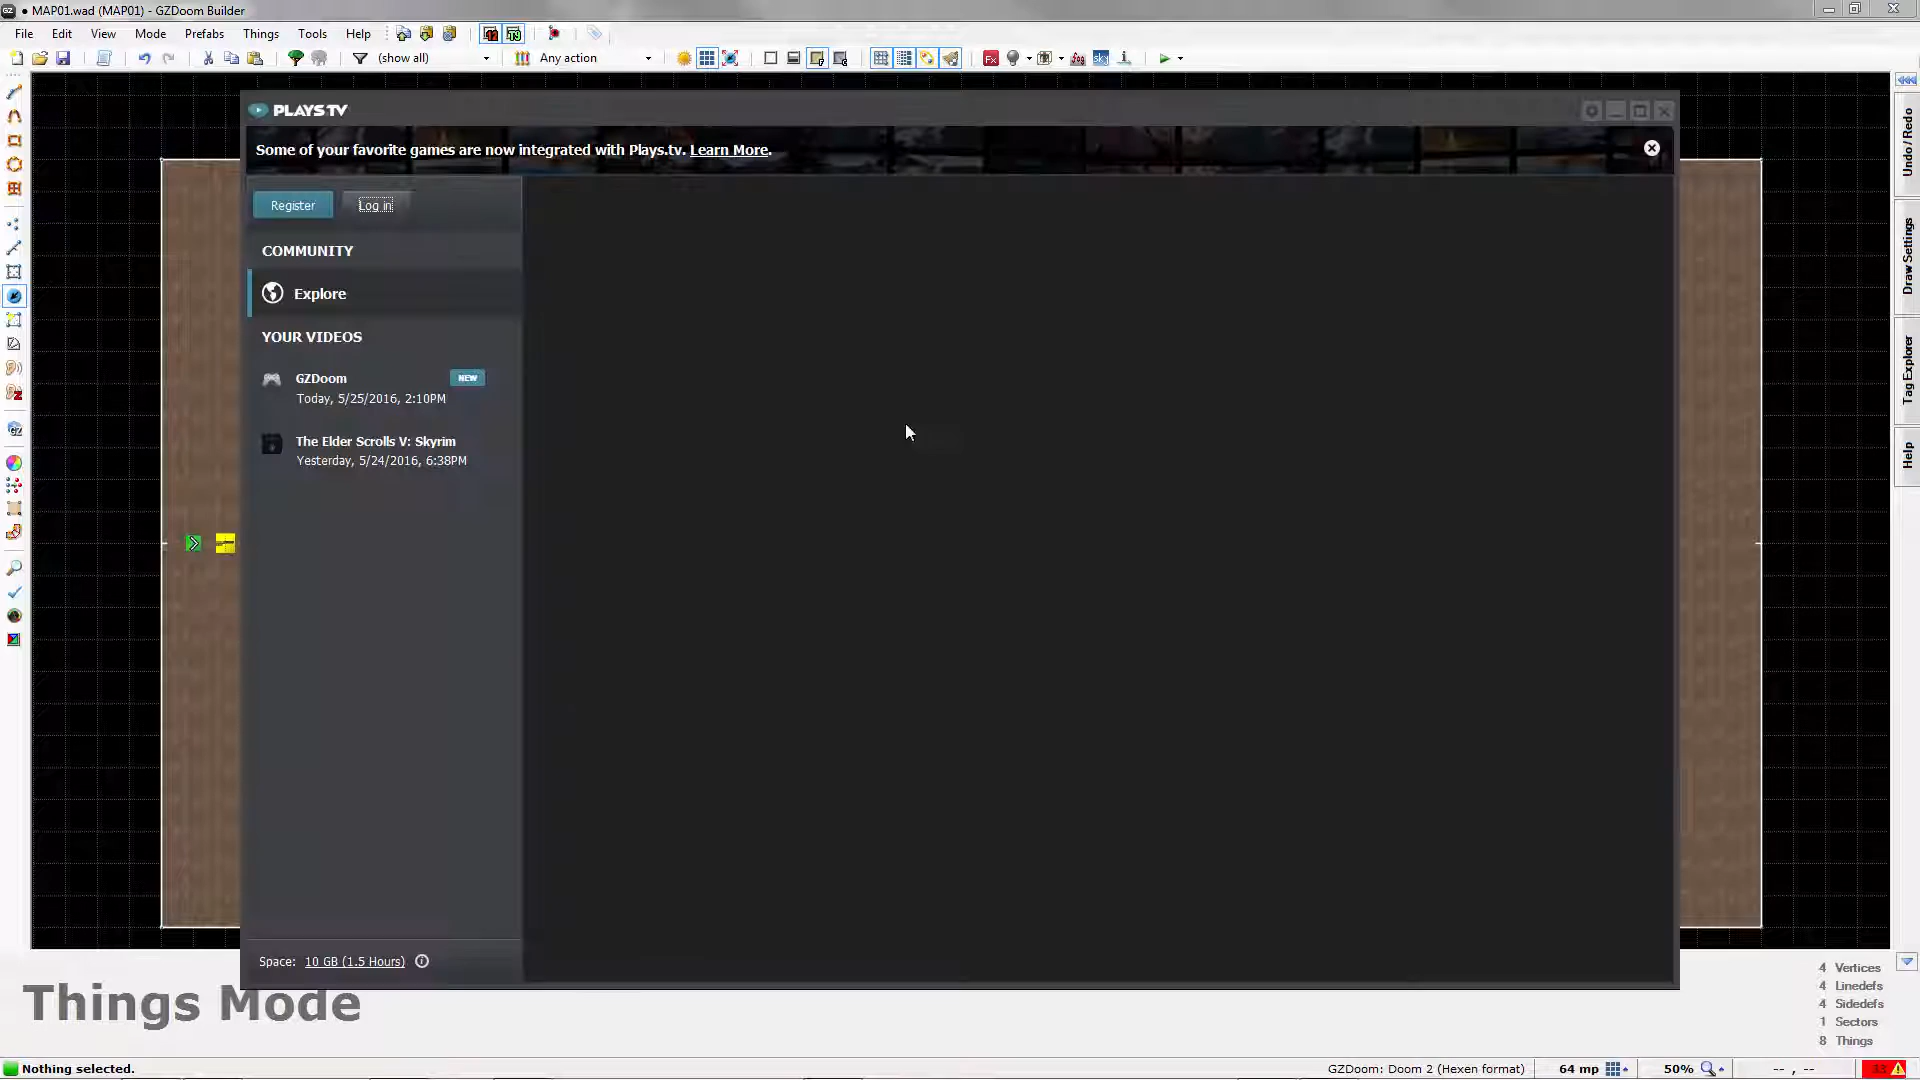 MAP01.wad (MAP01) - GZDoom Builder
File Edit View Mode Prefabs Things Tools Help
(show all) Any action
PLAYS.TV
Some of your favorite games are now integrated with Plays.tv. Learn More.
Register Log in
COMMUNITY
Explore
YOUR VIDEOS
GZDoom NEW
Today, 5/25/2016, 2:10PM
The Elder Scrolls V: Skyrim
Yesterday, 5/24/2016, 6:38PM
Space: 10 GB (1.5 Hours)
Undo / Redo
Draw Settings
Tag Explorer
Help
Things Mode
4 Vertices
4 Linedefs
4 Sidedefs
1 Sectors
8 Things
Nothing selected. GZDoom: Doom 2 (Hexen format) 64 mp 50% -- , --